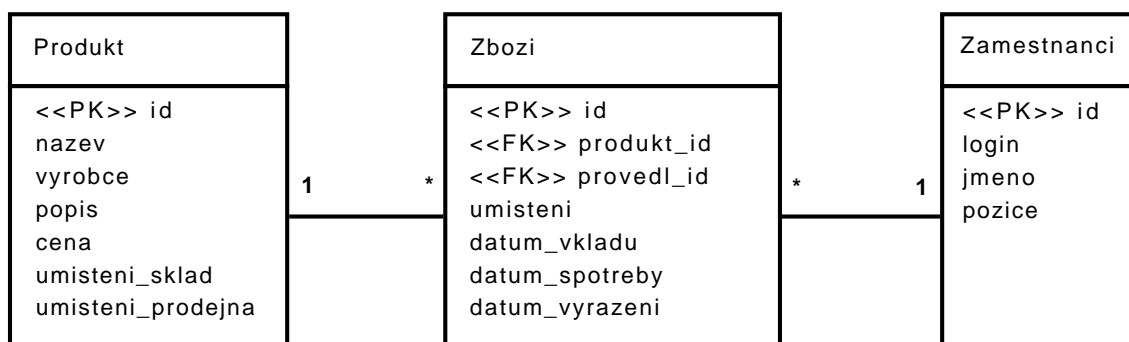 Produkt
<<PK>> id
nazev
vyrobce
popis
cena
umisteni_sklad
umisteni_prodejna
1
*
Zbozi
<<PK>> id
<<FK>> produkt_id
<<FK>> provedl_id
umisteni
datum_vkladu
datum_spotreby
datum_vyrazeni
*
1
Zamestnanci
<<PK>> id
login
jmeno
pozice